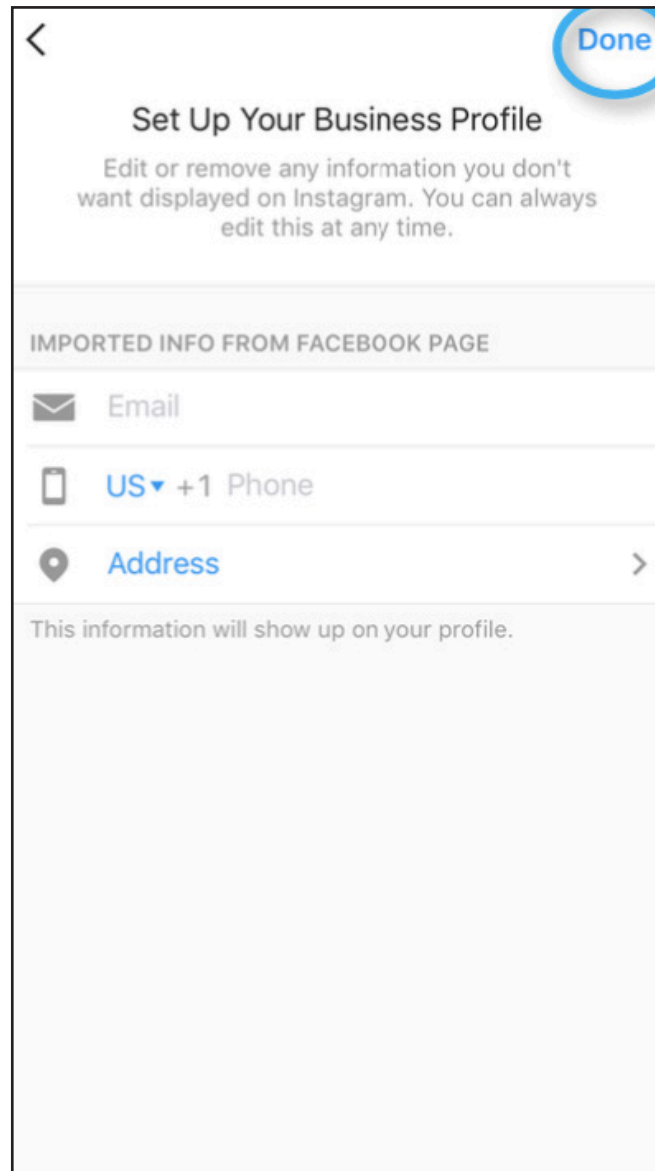 Done
Set Up Your Business Profile
Edit or remove any information you don't
want displayed on Instagram. You can always
edit this at any time.
IMPORTED INFO FROM FACEBOOK PAGE
Email
US +1 Phone
Address
This information will show up on your profile.